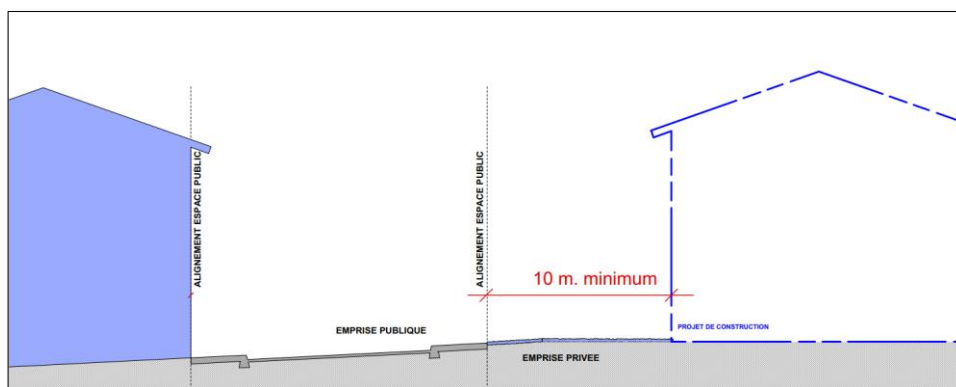 ALIGNEMENT ESPACE PUBLIC
ALIGNEMENT ESPACE PUBLIC
10 m. minimum
EMPRISE PUBLIQUE
PROJET DE CONSTRUCTION
EMPRISE PRIVEE